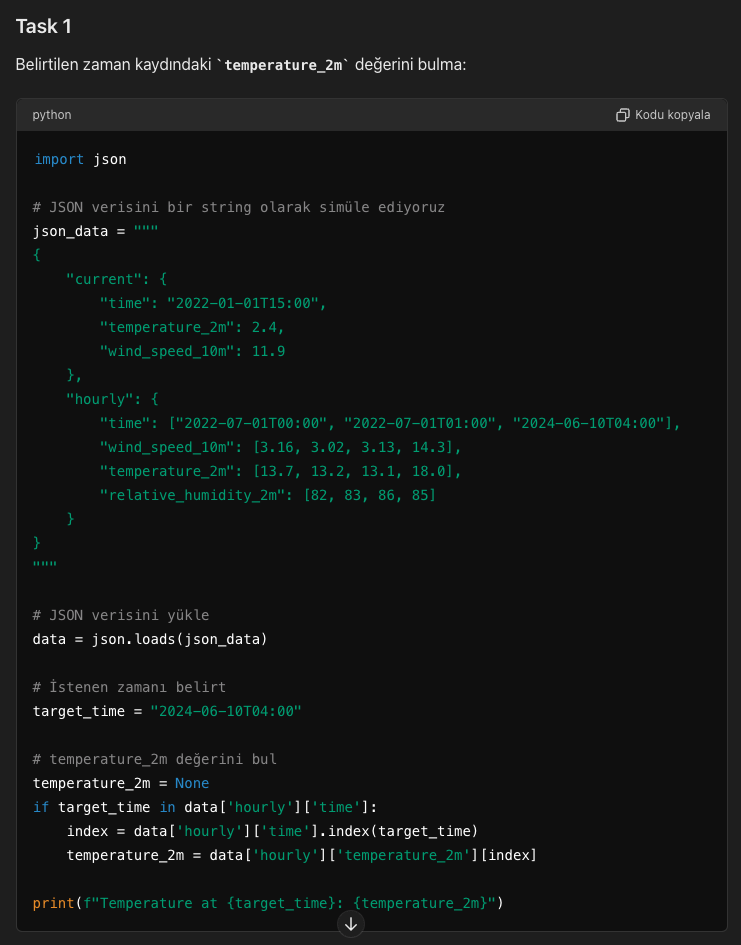 Task 1
Belirtilen zaman kaydındaki `temperature_2m` değerini bulma:
python
Kodu kopyala
import json
# JSON verisini bir string olarak simüle ediyoruz
json_data = """
{
    "current": {
        "time": "2022-01-01T15:00",
        "temperature_2m": 2.4,
        "wind_speed_10m": 11.9
    },
    "hourly": {
        "time": ["2022-07-01T00:00", "2022-07-01T01:00", "2024-06-10T04:00"],
        "wind_speed_10m": [3.16, 3.02, 3.13, 14.3],
        "temperature_2m": [13.7, 13.2, 13.1, 18.0],
        "relative_humidity_2m": [82, 83, 86, 85]
    }
}
"""
# JSON verisini yükle
data = json.loads(json_data)
# İstenen zamanı belirt
target_time = "2024-06-10T04:00"
# temperature_2m değerini bul
temperature_2m = None
if target_time in data['hourly']['time']:
    index = data['hourly']['time'].index(target_time)
    temperature_2m = data['hourly']['temperature_2m'][index]
print(f"Temperature at {target_time}: {temperature_2m}")